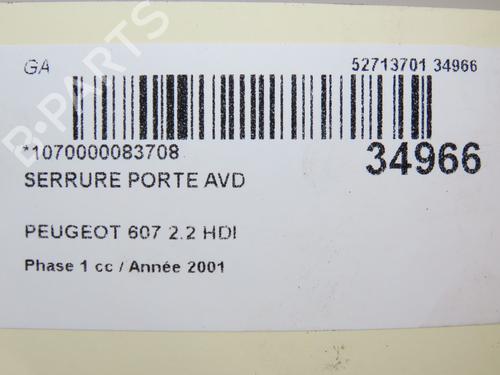 GA
52713701 34966
*1070000083708
34966
SERRURE PORTE AVD
PEUGEOT 607 2.2 HDI
Phase 1 cc / Année 2001
B-PARTS